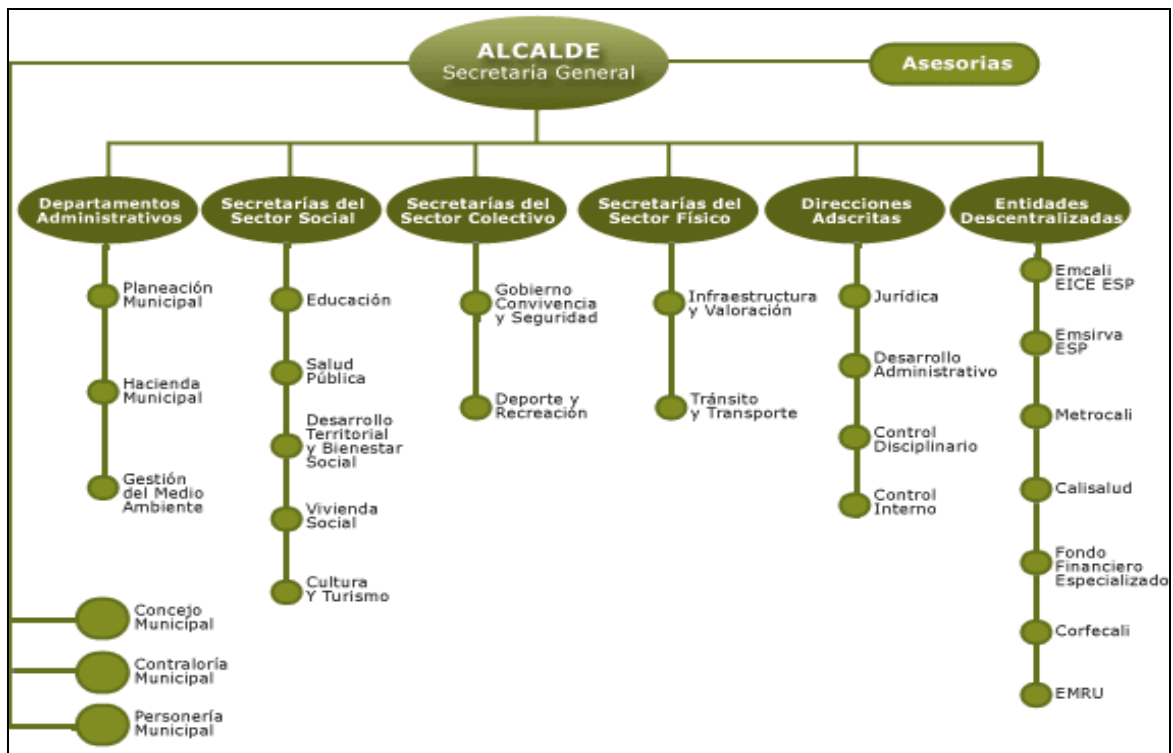 ALCALDE
Secretaría General
Asesorias
Departamentos
Administrativos
Planeación
Municipal
Hacienda
Municipal
Gestión
del Medio
Ambiente
Secretarías del
Sector Social
Educación
Salud
Pública
Desarrollo
Territorial
y Bienestar
Social
Vivienda
Social
Cultura
Y Turismo
Secretarías del
Sector Colectivo
Gobierno
Convivencia
y Seguridad
Deporte y
Recreación
Secretarías del
Sector Físico
Infraestructura
y Valoración
Tránsito
y Transporte
Direcciones
Adscritas
Jurídica
Desarrollo
Administrativo
Control
Disciplinario
Control
Interno
Entidades
Descentralizadas
Emcali
EICE ESP
Emsirva
ESP
Metrocali
Calisalud
Fondo
Financiero
Especializado
Corfecali
EMRU
Concejo
Municipal
Contraloría
Municipal
Personería
Municipal